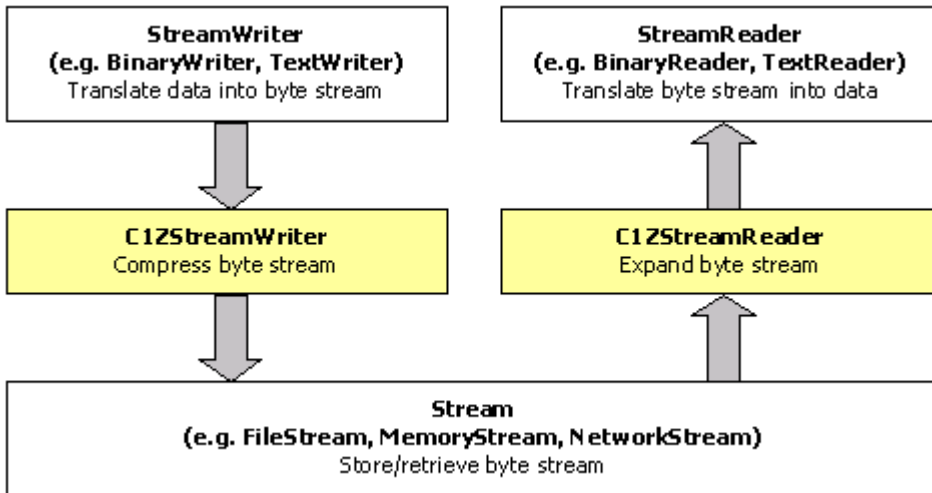 StreamWriter
(e.g. BinaryWriter, TextWriter)
Translate data into byte stream
StreamReader
(e.g. BinaryReader, TextReader)
Translate byte stream into data
C1ZStreamWriter
Compress byte stream
C1ZStreamReader
Expand byte stream
Stream
(e.g. FileStream, MemoryStream, NetworkStream)
Store/retrieve byte stream